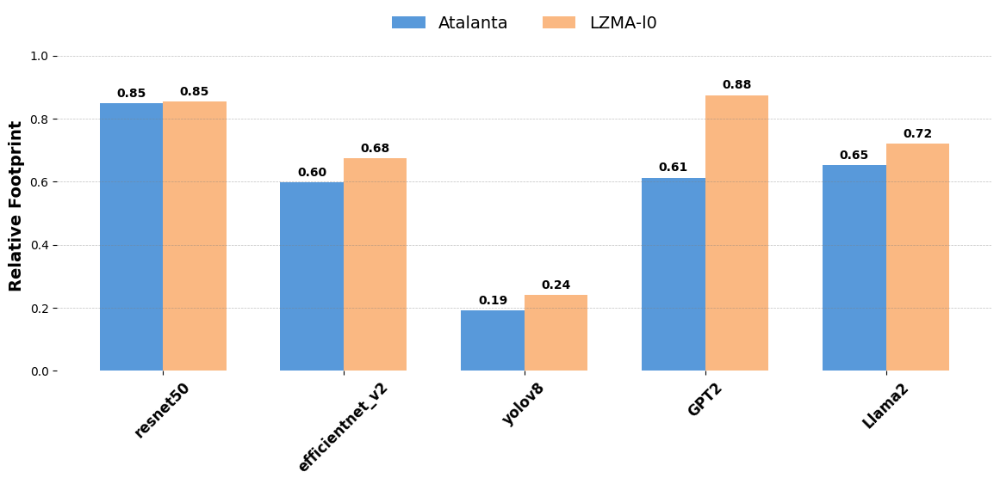 Atalanta LZMA-l0
Relative Footprint
1.0
0.8
0.6
0.4
0.2
0.0
0.85 0.85
0.60 0.68
0.19 0.24
0.61 0.88
0.65 0.72
resnet50
efficientnet_v2
yolov8
GPT2
Llama2